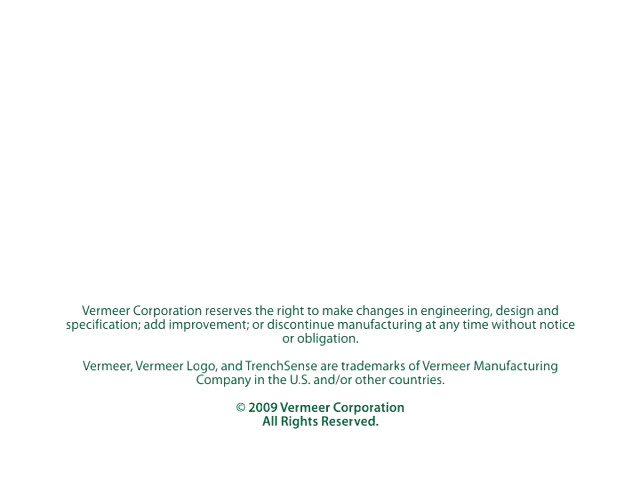 Vermeer Corporation reserves the right to make changes in engineering, design and
specification; add improvement; or discontinue manufacturing at any time without notice
or obligation.
Vermeer, Vermeer Logo, and TrenchSense are trademarks of Vermeer Manufacturing
Company in the U.S. and/or other countries.
© 2009 Vermeer Corporation
All Rights Reserved.